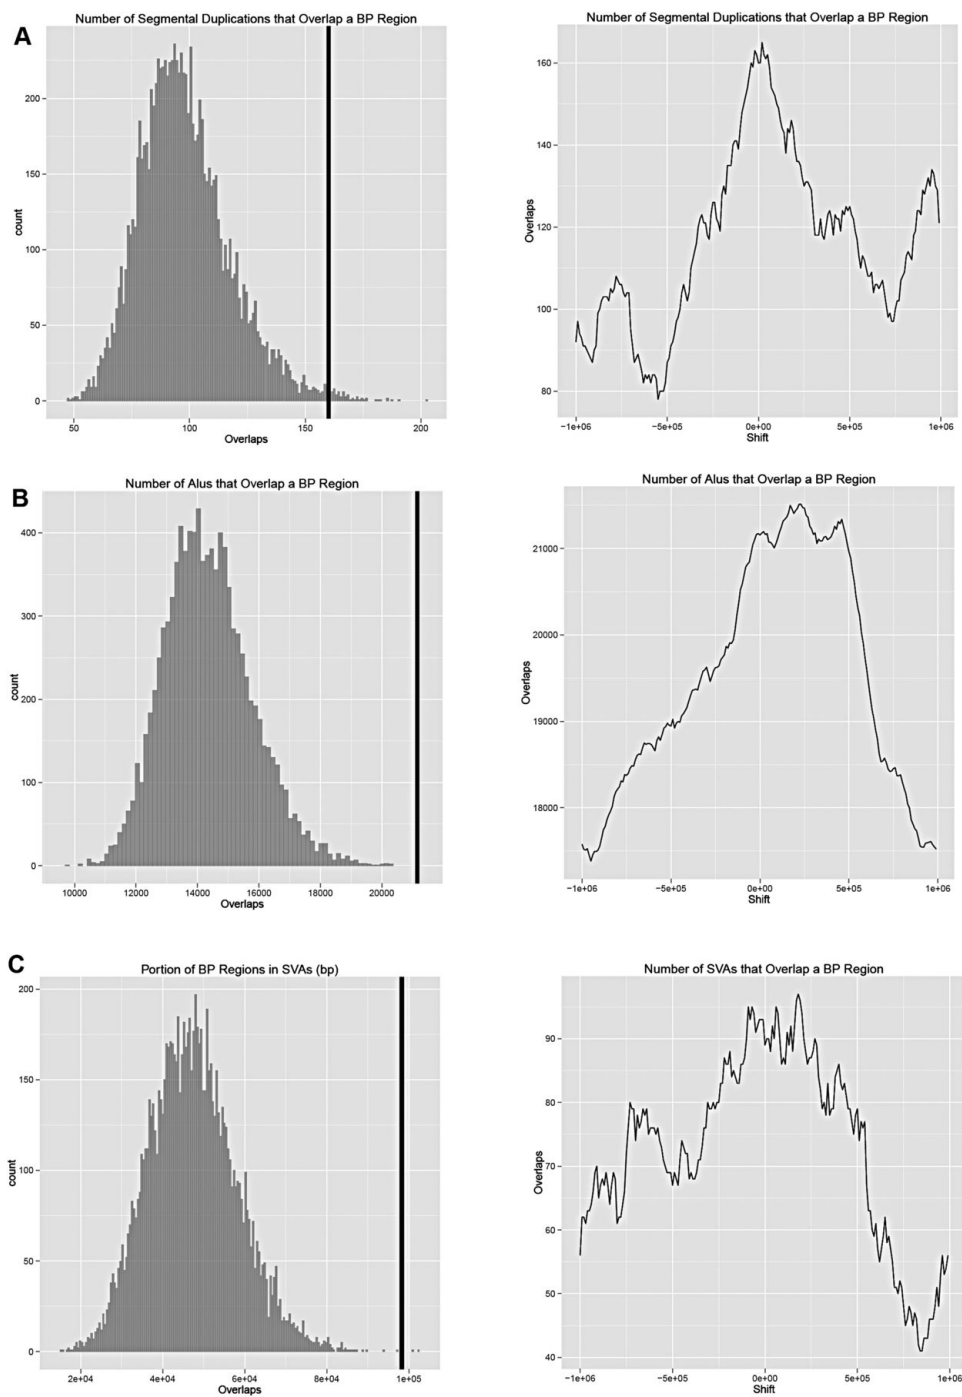 A
Number of Segmental Duplications that Overlap a BP Region
count
200
150
100
50
0
50 100 150 200
Overlaps
Number of Segmental Duplications that Overlap a BP Region
Overlaps
160
140
120
100
80
−1e+06 −5e+05 0e+00 5e+05 1e+06
Shift
B
Number of Alus that Overlap a BP Region
count
400
300
200
100
0
10000 12000 14000 16000 18000 20000
Overlaps
Number of Alus that Overlap a BP Region
Overlaps
21000
20000
19000
18000
−1e+06 −5e+05 0e+00 5e+05 1e+06
Shift
C
Portion of BP Regions in SVAs (bp)
count
200
150
100
50
0
2e+04 4e+04 6e+04 8e+04 1e+05
Overlaps
Number of SVAs that Overlap a BP Region
Overlaps
90
80
70
60
50
40
−1e+06 −5e+05 0e+00 5e+05 1e+06
Shift